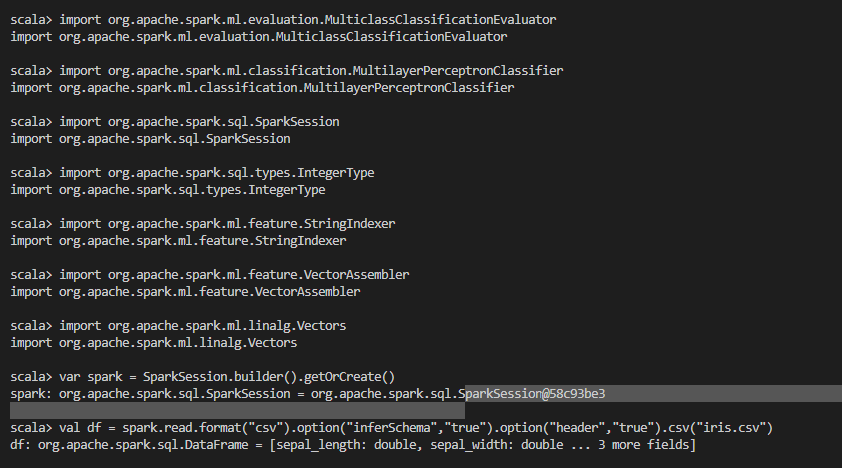 scala> import org.apache.spark.ml.evaluation.MulticlassClassificationEvaluator
import org.apache.spark.ml.evaluation.MulticlassClassificationEvaluator
scala> import org.apache.spark.ml.classification.MultilayerPerceptronClassifier
import org.apache.spark.ml.classification.MultilayerPerceptronClassifier
scala> import org.apache.spark.sql.SparkSession
import org.apache.spark.sql.SparkSession
scala> import org.apache.spark.sql.types.IntegerType
import org.apache.spark.sql.types.IntegerType
scala> import org.apache.spark.ml.feature.StringIndexer
import org.apache.spark.ml.feature.StringIndexer
scala> import org.apache.spark.ml.feature.VectorAssembler
import org.apache.spark.ml.feature.VectorAssembler
scala> import org.apache.spark.ml.linalg.Vectors
import org.apache.spark.ml.linalg.Vectors
scala> var spark = SparkSession.builder().getOrCreate()
spark: org.apache.spark.sql.SparkSession = org.apache.spark.sql.SparkSession@58c93be3
scala> val df = spark.read.format("csv").option("inferSchema","true").option("header","true").csv("iris.csv")
df: org.apache.spark.sql.DataFrame = [sepal_length: double, sepal_width: double ... 3 more fields]